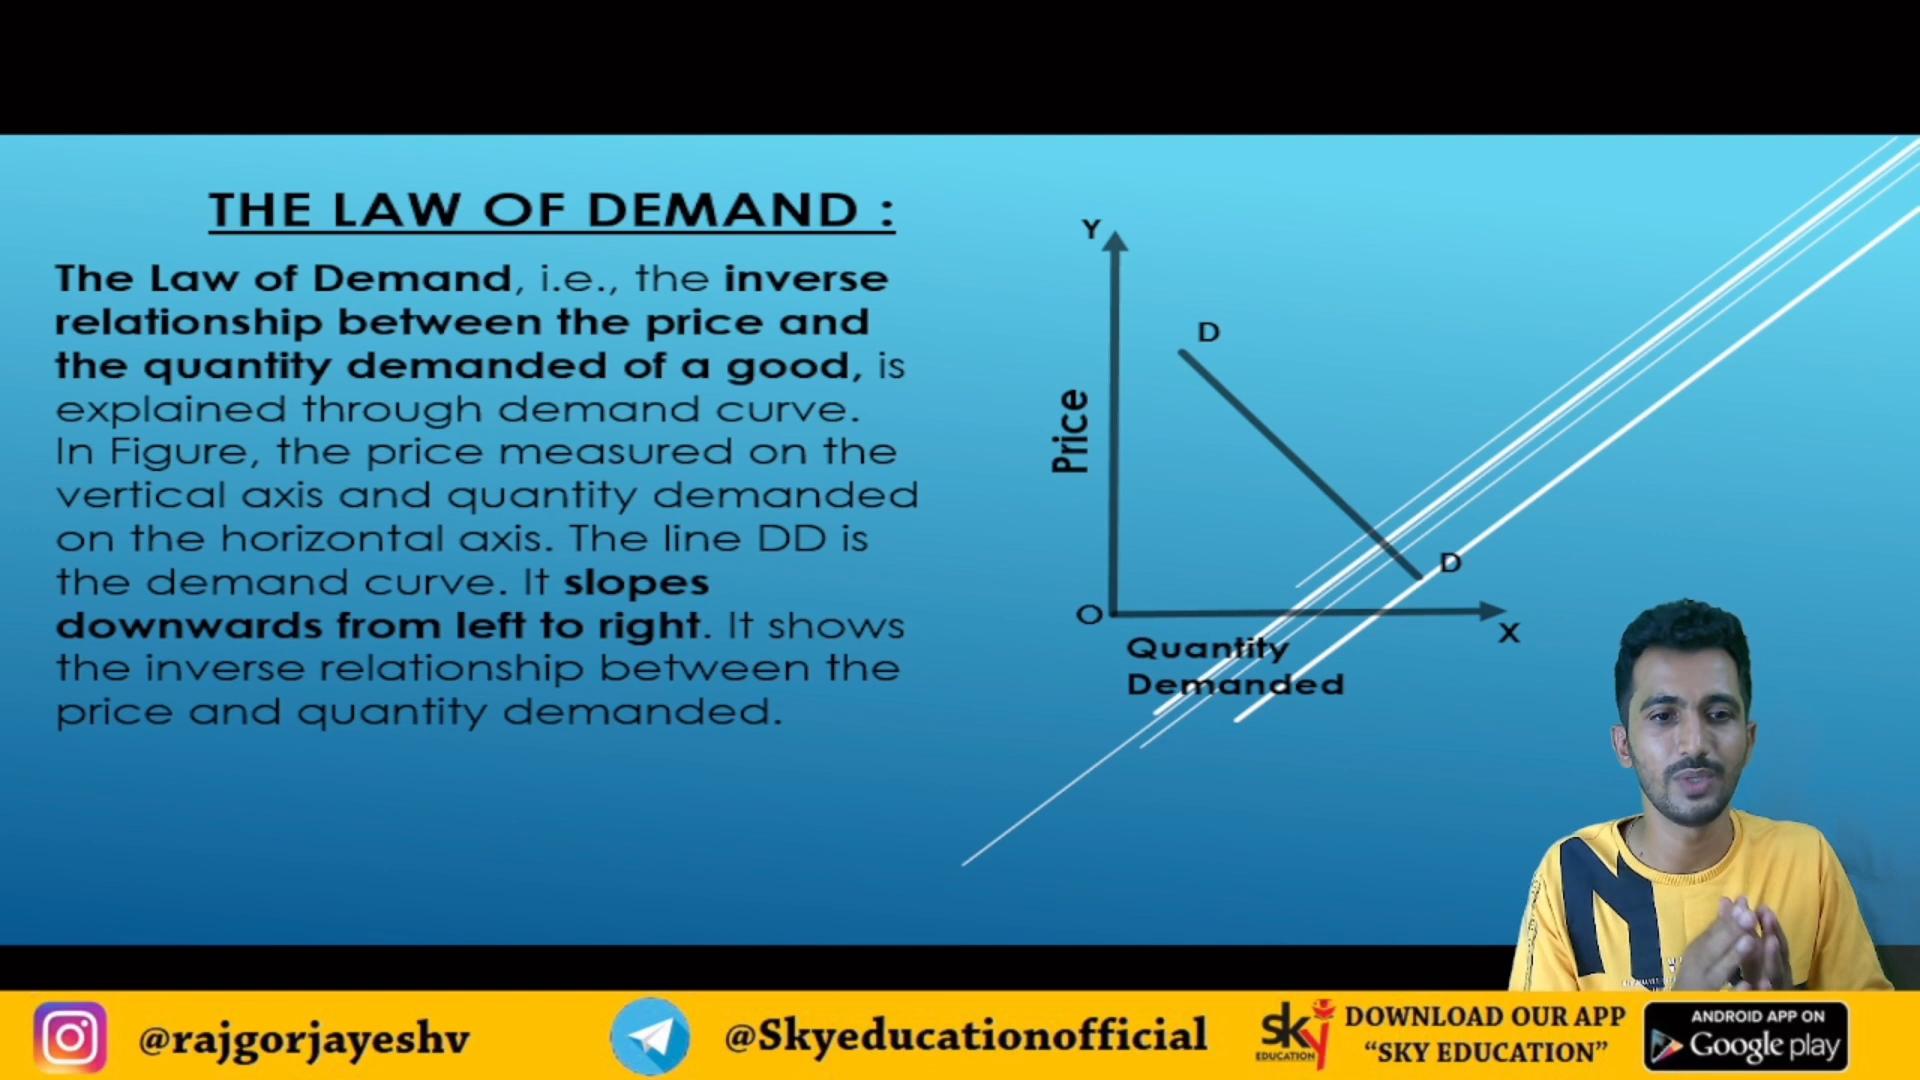 THE LAW OF DEMAND :
The Law of Demand, i.e., the inverse
relationship between the price and
the quantity demanded of a good, is
explained through demand curve.
In Figure, the price measured on the
vertical axis and quantity demanded
on the horizontal axis. The line DD is
the demand curve. It slopes
downwards from left to right. It shows
the inverse relationship between the
price and quantity demanded.
Y
D
Price
D
O
X
Quantity
Demanded
@rajgorjayeshv
@Skyeducationofficial
sky
EDUCATION
DOWNLOAD OUR APP
“SKY EDUCATION”
ANDROID APP ON
Google play